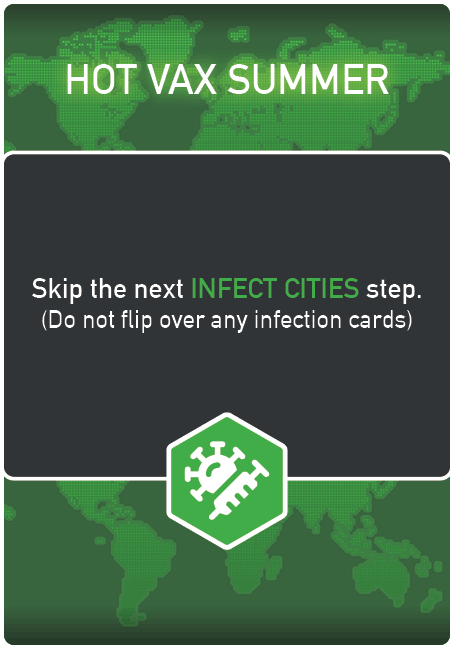 HOT VAX SUMMER
Skip the next INFECT CITIES step.
(Do not flip over any infection cards)